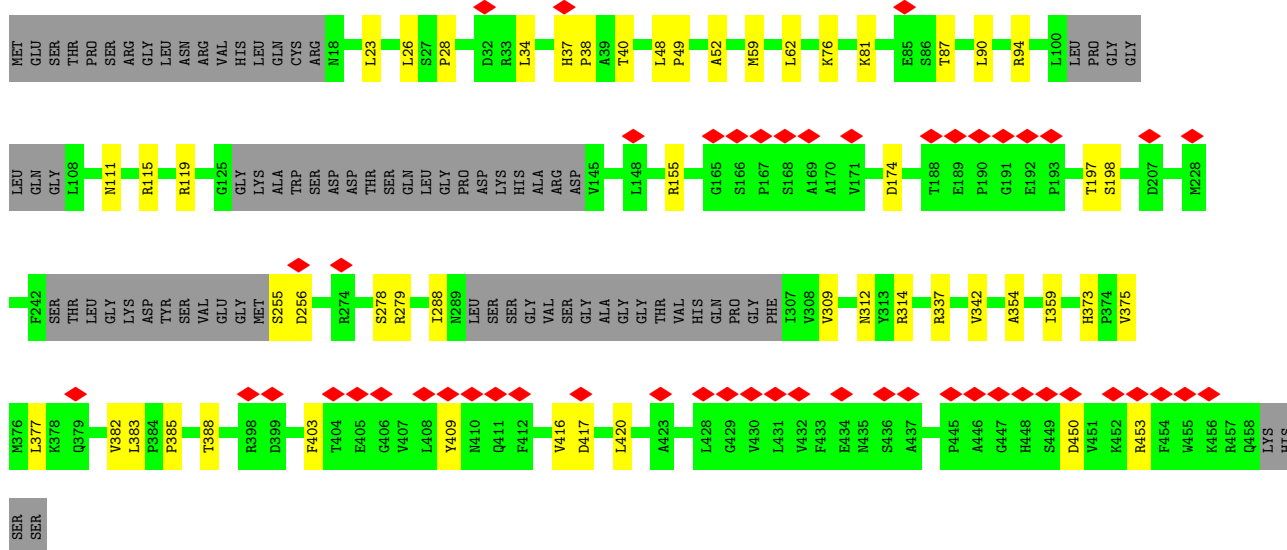 MET GLU SER THR PRO SER ARG GLY LEU ASN ARG VAL HIS LEU GLN CYS ARG N18 L23 L26 S27 P28 D32 R33 L34 H37 P38 A39 T40 L48 P49 A52 M59 L62 K76 K81 E85 S86 T87 L90 R94 L100 LEU PRO GLY GLY
LEU GLN GLY L108 N111 R115 R119 G125 GLY LYS ALA TRP SER ASP ASP THR SER GLN LEU GLY PRO ASP LYS HIS ALA ARG ASP V145 L148 R155 G165 S166 P167 S168 A169 A170 V171 D174 T188 E189 P190 G191 E192 P193 T197 S198 D207 M228
F242 SER THR LEU GLY LYS ASP TYR SER VAL GLU GLY MET S255 D256 R274 S278 R279 I288 N289 LEU SER SER GLY VAL SER GLY ALA GLY GLY THR VAL HIS GLN PRO GLY PHE I307 V308 V309 N312 Y313 R314 R337 V342 A354 I359 H373 P374 V375
M376 L377 K378 Q379 V382 L383 P384 P385 T388 R398 D399 F403 T404 E405 G406 V407 L408 Y409 N410 Q411 F412 V416 D417 L420 A423 L428 G429 V430 L431 V432 F433 E434 N435 S436 A437 P445 A446 G447 H448 S449 D450 V451 K452 R453 F454 W455 K456 R457 Q458 LYS HIS
SER SER